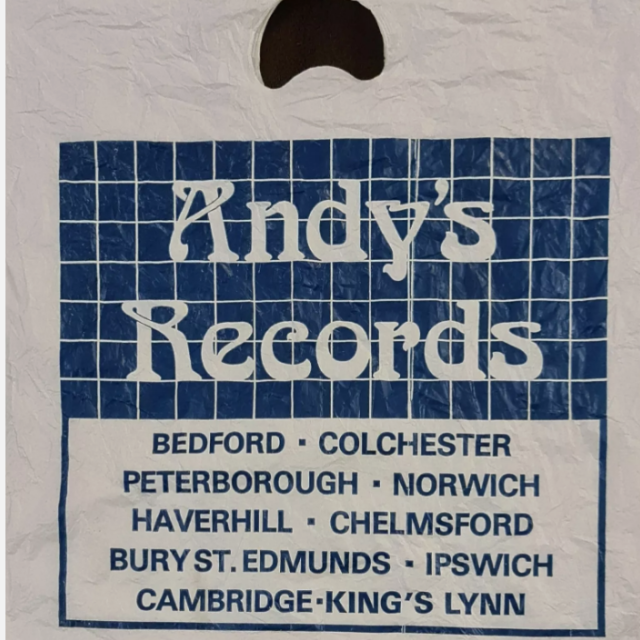 Andy's
Records
BEDFORD · COLCHESTER
PETERBOROUGH · NORWICH
HAVERHILL · CHELMSFORD
BURY ST. EDMUNDS · IPSWICH
CAMBRIDGE·KING'S LYNN